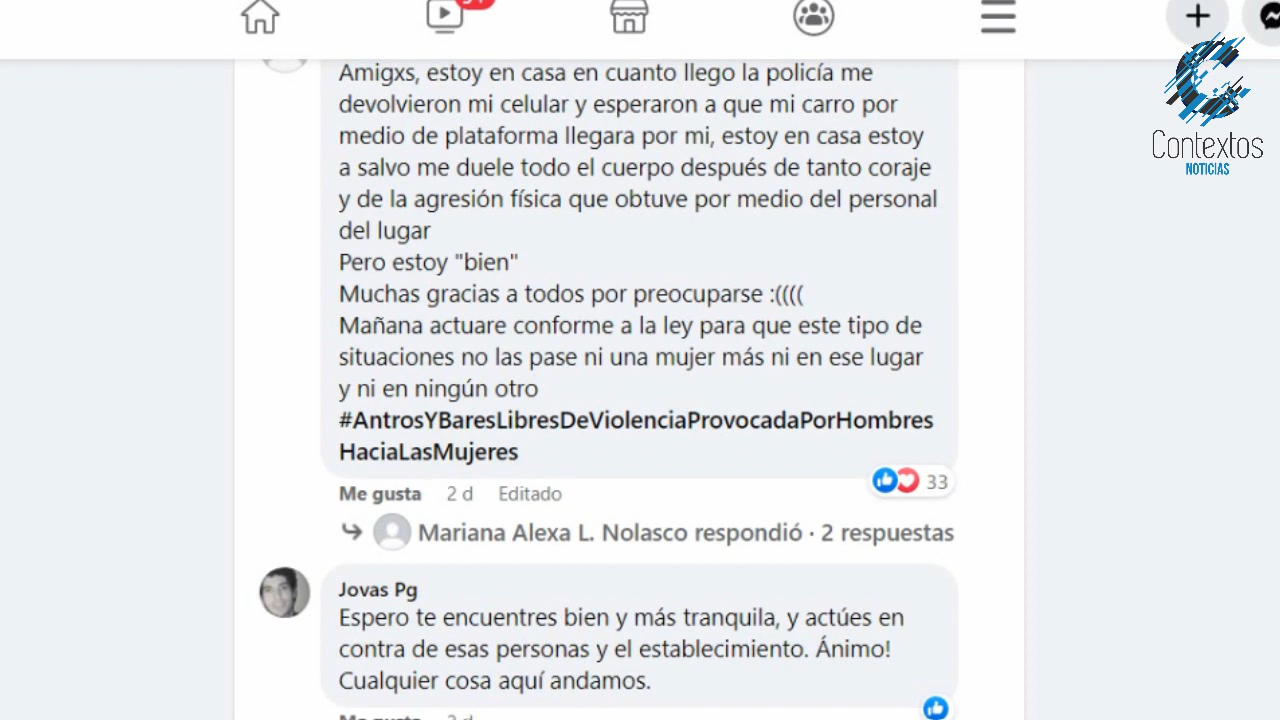 Amigxs, estoy en casa en cuanto llego la policía me
devolvieron mi celular y esperaron a que mi carro por
medio de plataforma llegara por mi, estoy en casa estoy
a salvo me duele todo el cuerpo después de tanto coraje
y de la agresión física que obtuve por medio del personal
del lugar
Pero estoy "bien"
Muchas gracias a todos por preocuparse :((((
Mañana actuare conforme a la ley para que este tipo de
situaciones no las pase ni una mujer más ni en ese lugar
y ni en ningún otro
#AntrosYBaresLibresDeViolenciaProvocadaPorHombres
HaciaLasMujeres
33
Me gusta 2 d Editado
Mariana Alexa L. Nolasco respondió · 2 respuestas
Jovas Pg
Espero te encuentres bien y más tranquila, y actúes en
contra de esas personas y el establecimiento. Ánimo!
Cualquier cosa aquí andamos.
Contextos
NOTICIAS